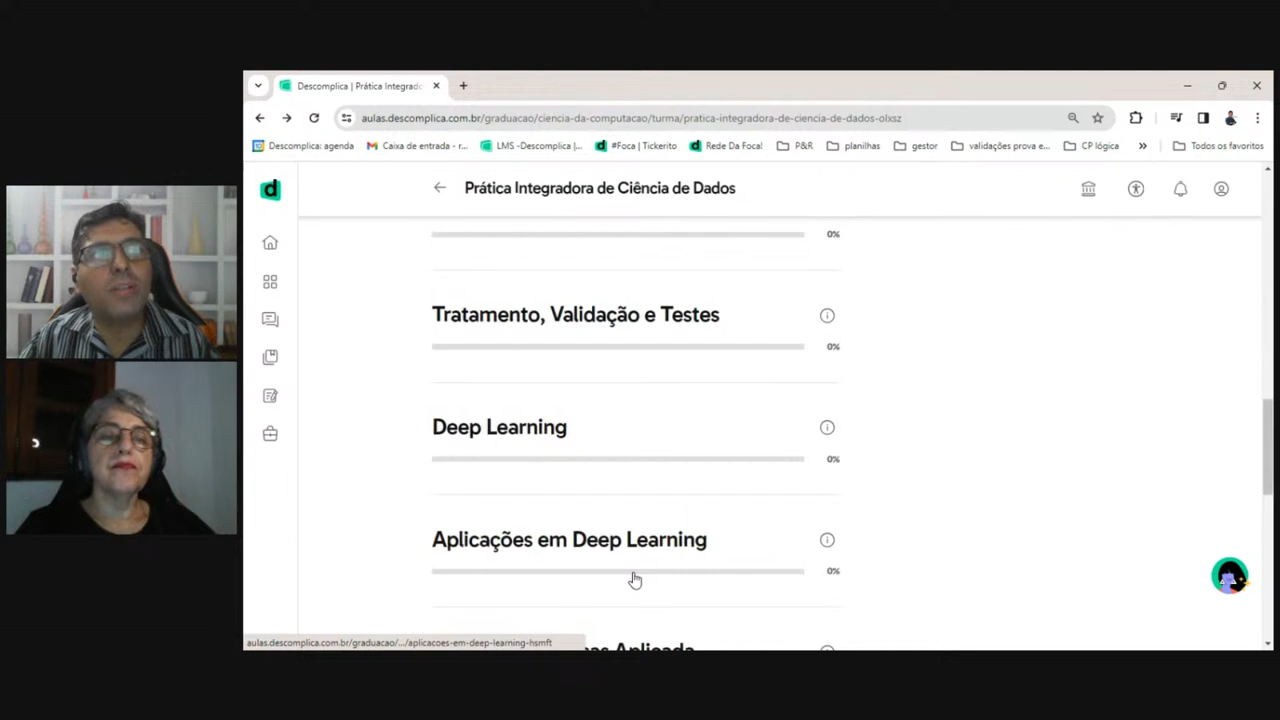 Descomplica | Prática Integrad
aulas.descomplica.com.br/graduacao/ciencia-da-computacao/turma/pratica-integradora-de-ciencia-de-dados-olxsz
Descomplica: agenda
Caixa de entrada - r...
LMS -Descomplica |...
#Foca | Tickerito
Rede Da Foca!
P&R
planilhas
gestor
validações prova e...
CP lógica
»
Todos os favoritos
d
Prática Integradora de Ciência de Dados
0%
Tratamento, Validação e Testes
0%
Deep Learning
0%
Aplicações em Deep Learning
0%
aulas.descomplica.com.br/graduacao/.../aplicacoes-em-deep-learning-hsmft
Aplicada